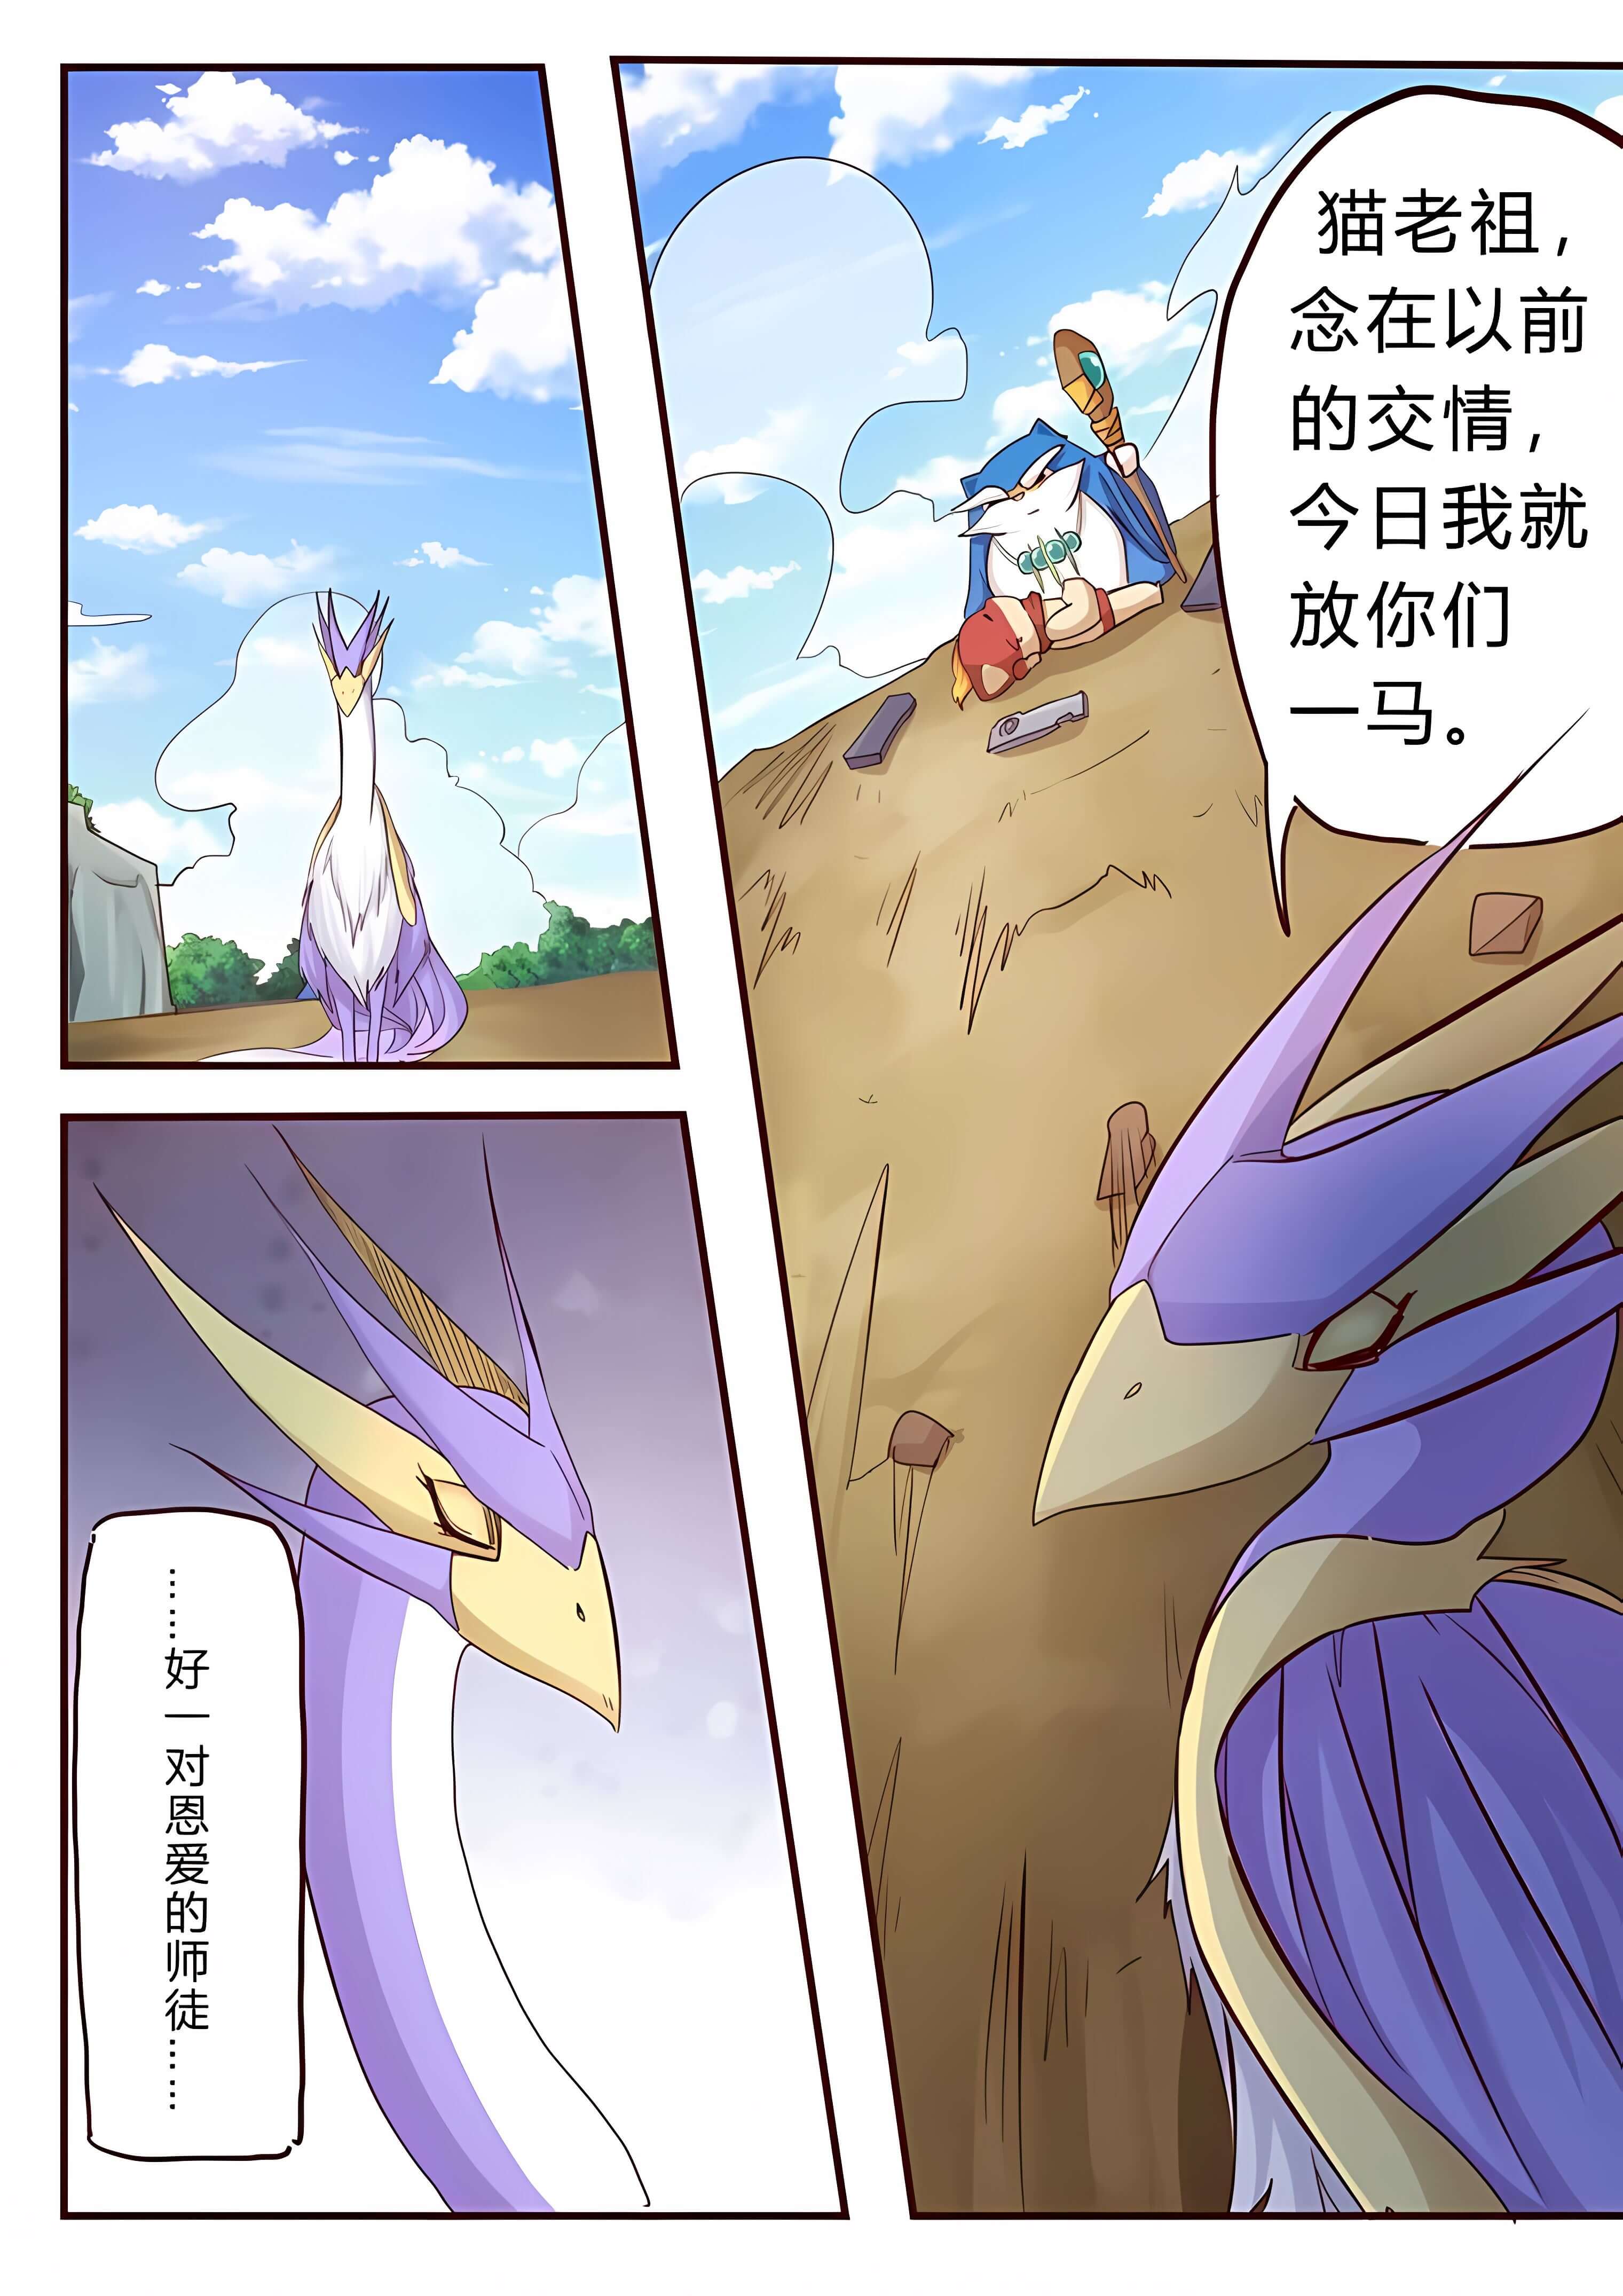 ……好一对恩爱的师徒……
猫老祖，
念在以前
的交情，
今日我就
放你们
一马。